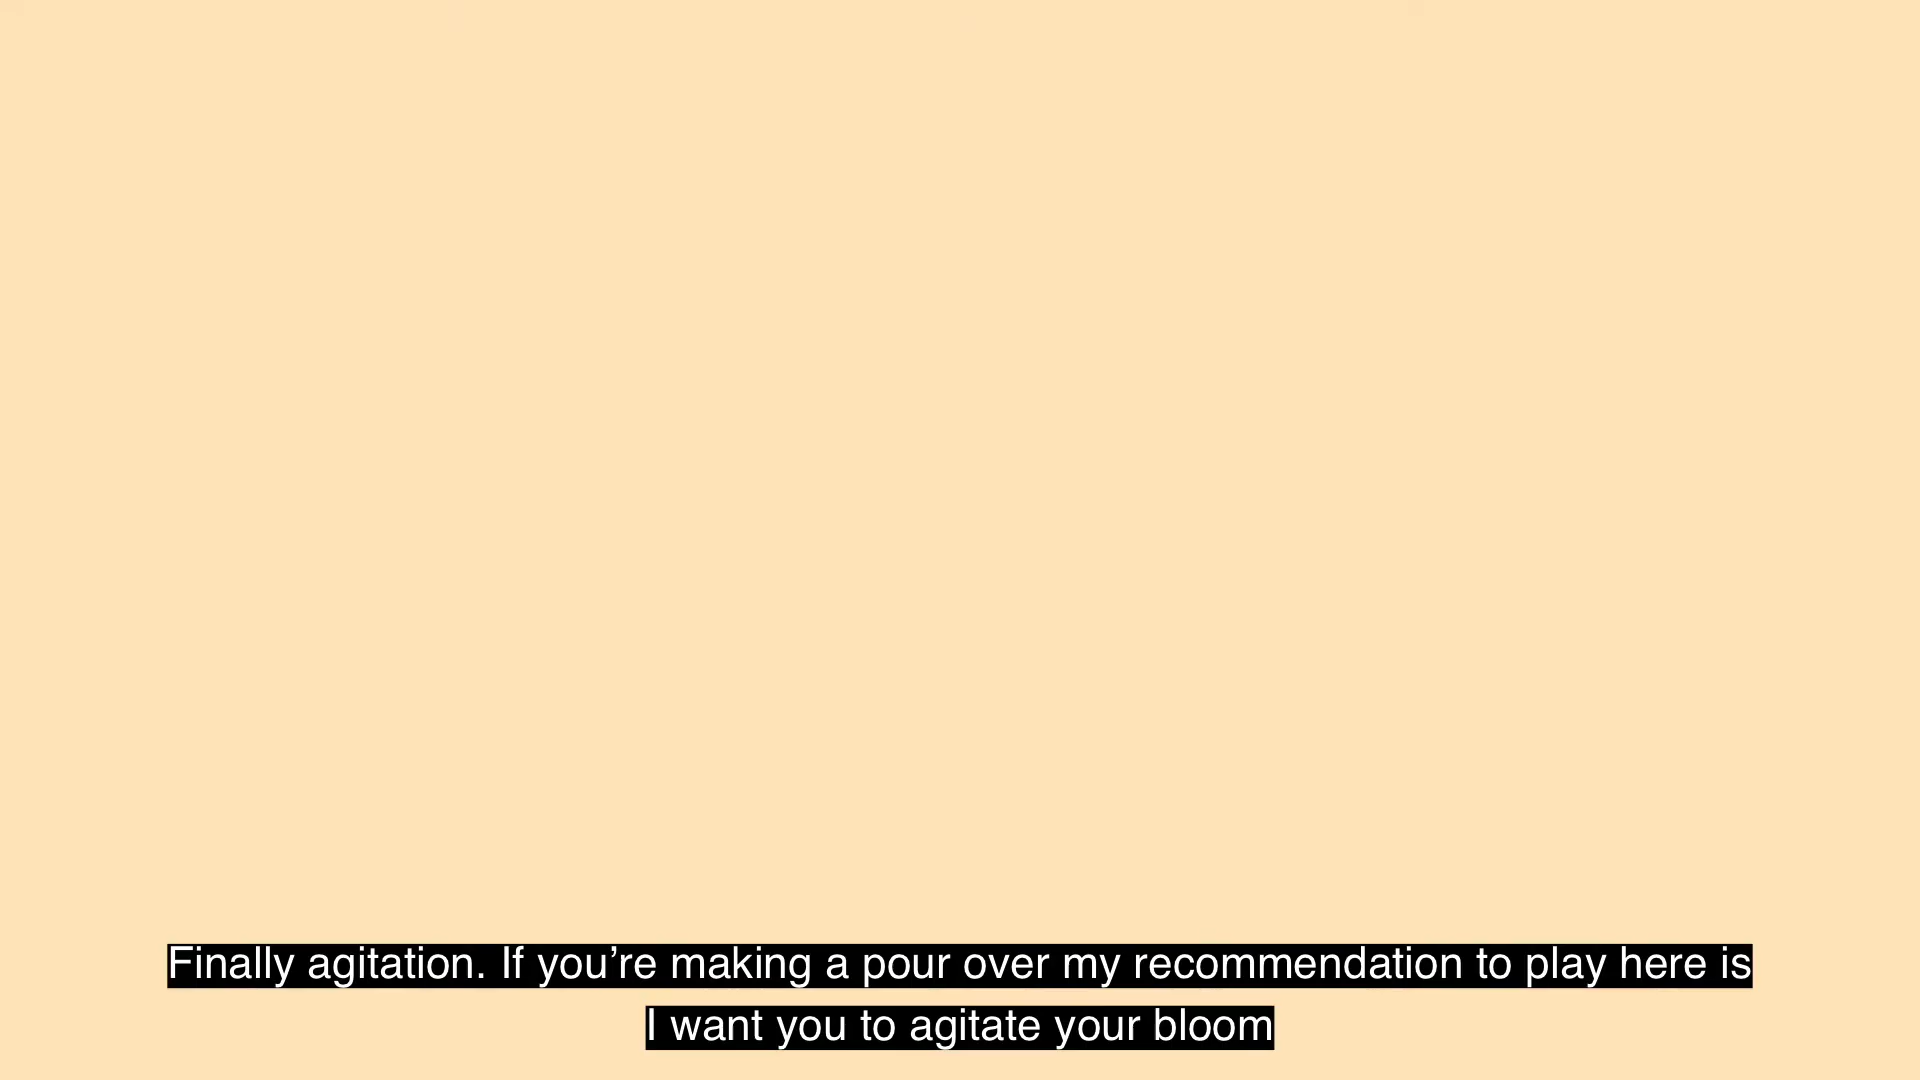 Finally agitation. If you’re making a pour over my recommendation to play here is
I want you to agitate your bloom